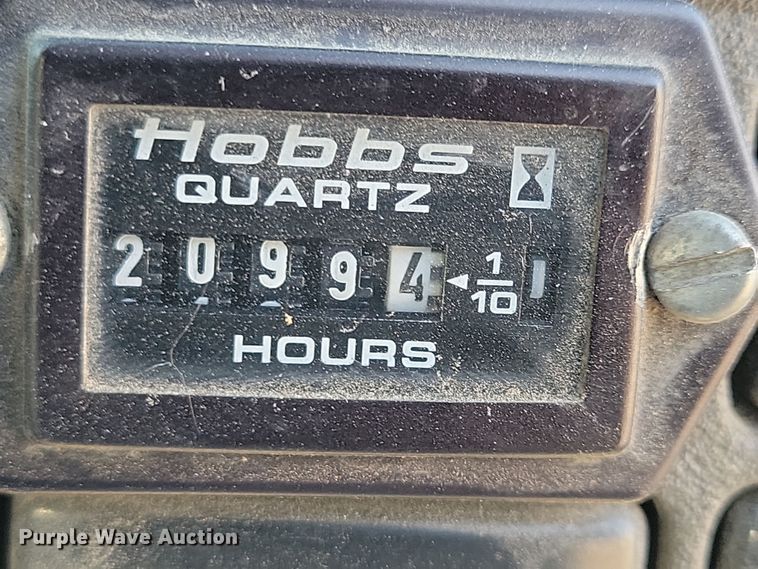 Hobbs
QUARTZ
2 0 9 9 4 ◄ 1/10
HOURS
Purple Wave Auction